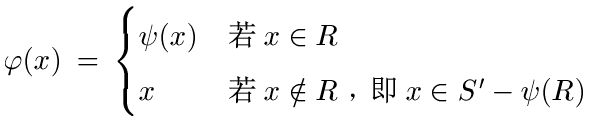 φ(x) = { ψ(x) 若 x ∈ R
x 若 x ∉ R ，即 x ∈ S′ − ψ(R)